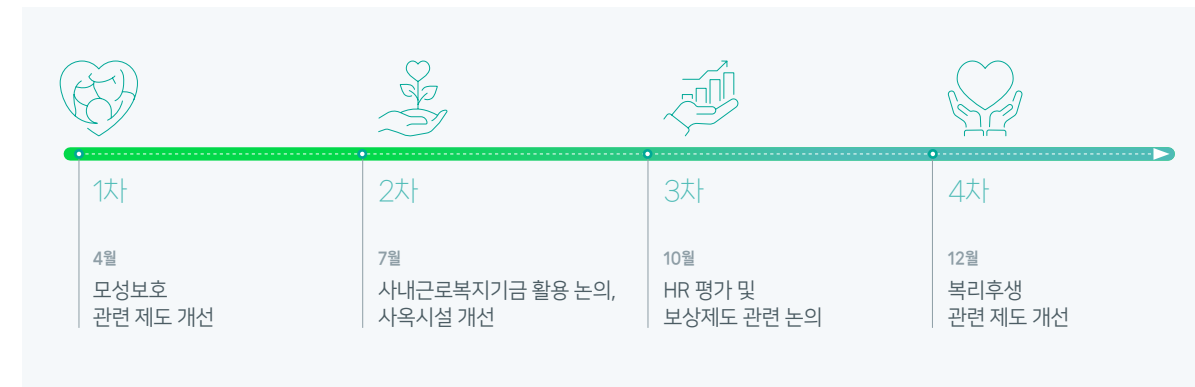 1차
4월
모성보호
관련 제도 개선
2차
7월
사내근로복지기금 활용 논의,
사옥시설 개선
3차
10월
HR 평가 및
보상제도 관련 논의
4차
12월
복리후생
관련 제도 개선